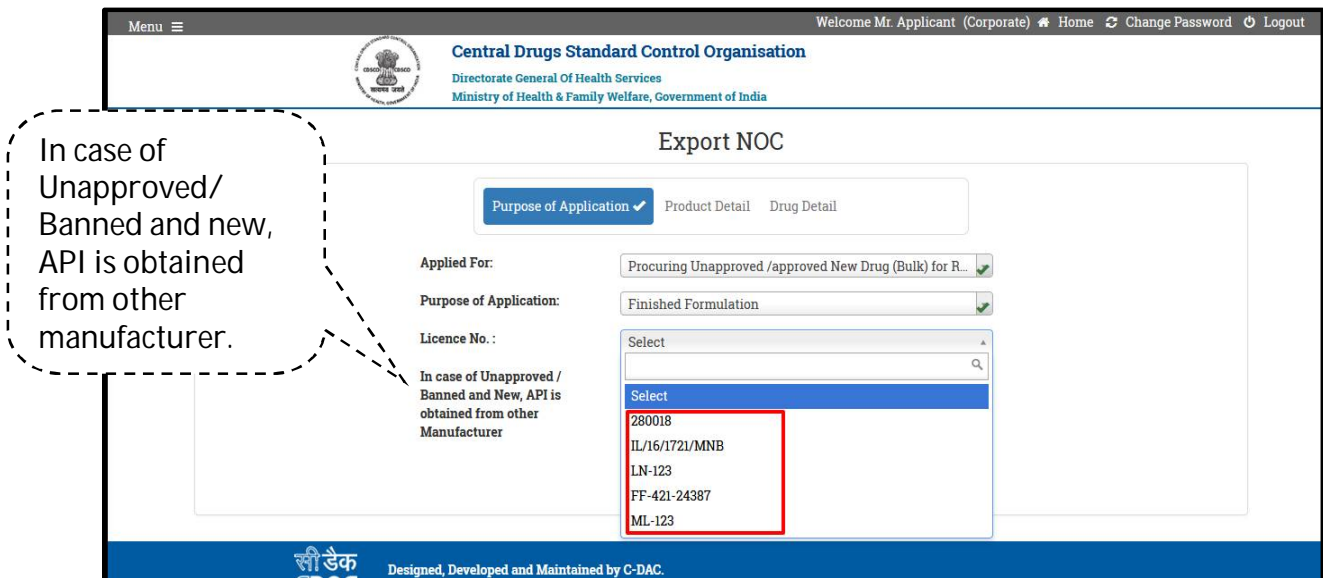 Menu
Welcome Mr. Applicant (Corporate) Home Change Password Logout
Central Drugs Standard Control Organisation
Directorate General Of Health Services
Ministry of Health & Family Welfare, Government of India
In case of
Unapproved/
Banned and new,
API is obtained
from other
manufacturer.
Export NOC
Purpose of Application Product Detail Drug Detail
Applied For: Procuring Unapproved /approved New Drug (Bulk) for R...
Purpose of Application: Finished Formulation
Licence No. : Select
In case of Unapproved /
Banned and New, API is
obtained from other
Manufacturer
Select
280018
IL/16/1721/MNB
LN-123
FF-421-24387
ML-123
सी डैक
Designed, Developed and Maintained by C-DAC.